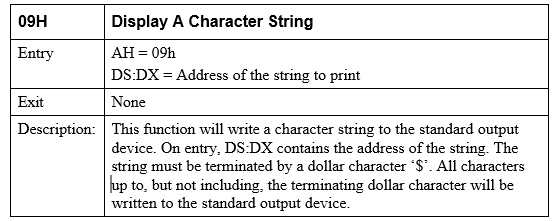 09H Display A Character String
Entry AH = 09h
DS:DX = Address of the string to print
Exit None
Description: This function will write a character string to the standard output
device. On entry, DS:DX contains the address of the string. The
string must be terminated by a dollar character ‘$’. All characters
up to, but not including, the terminating dollar character will be
written to the standard output device.